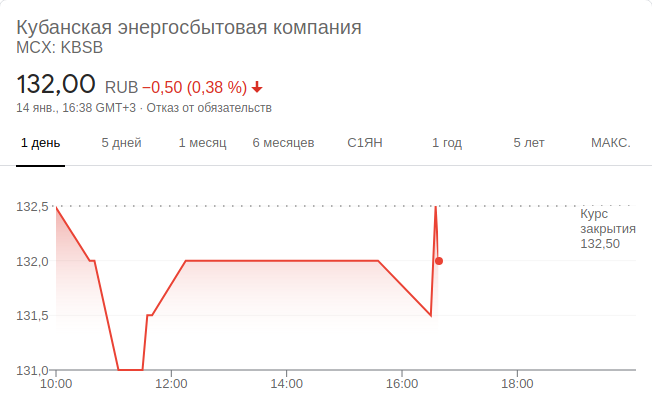 Кубанская энергосбытовая компания
MCX: KBSB
132,00 RUB −0,50 (0,38 %)
14 янв., 16:38 GMT+3 · Отказ от обязательств
1 день 5 дней 1 месяц 6 месяцев С1ЯН 1 год 5 лет МАКС.
132,5
Курс
закрытия
132,50
132,0
131,5
131,0
10:00 12:00 14:00 16:00 18:00